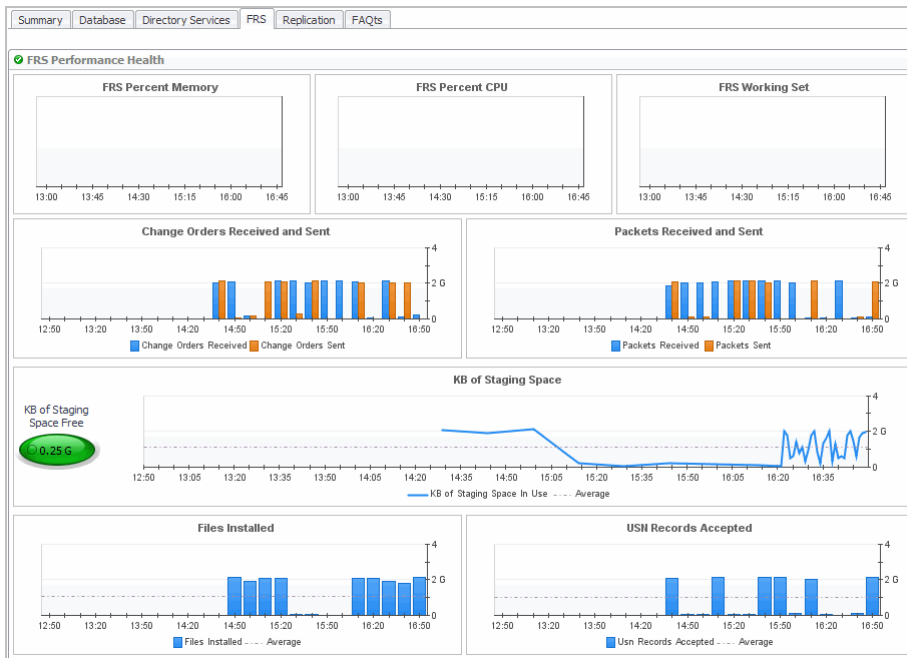 Summary Database Directory Services FRS Replication FAQts
FRS Performance Health
FRS Percent Memory FRS Percent CPU FRS Working Set
13:00 13:45 14:30 15:15 16:00 16:45 13:00 13:45 14:30 15:15 16:00 16:45 13:00 13:45 14:30 15:15 16:00 16:45
Change Orders Received and Sent Packets Received and Sent
4 4
2 G 2 G
0 0
12:50 13:20 13:50 14:20 14:50 15:20 15:50 16:20 16:50 12:50 13:20 13:50 14:20 14:50 15:20 15:50 16:20 16:50
Change Orders Received Change Orders Sent Packets Received Packets Sent
KB of Staging Space
4
KB of Staging
Space Free
2 G
0.25 G
0
12:50 13:05 13:20 13:35 13:50 14:05 14:20 14:35 14:50 15:05 15:20 15:35 15:50 16:05 16:20 16:35
KB of Staging Space In Use Average
Files Installed USN Records Accepted
4 4
2 G 2 G
0 0
12:50 13:20 13:50 14:20 14:50 15:20 15:50 16:20 16:50 12:50 13:20 13:50 14:20 14:50 15:20 15:50 16:20 16:50
Files Installed Average Usn Records Accepted Average